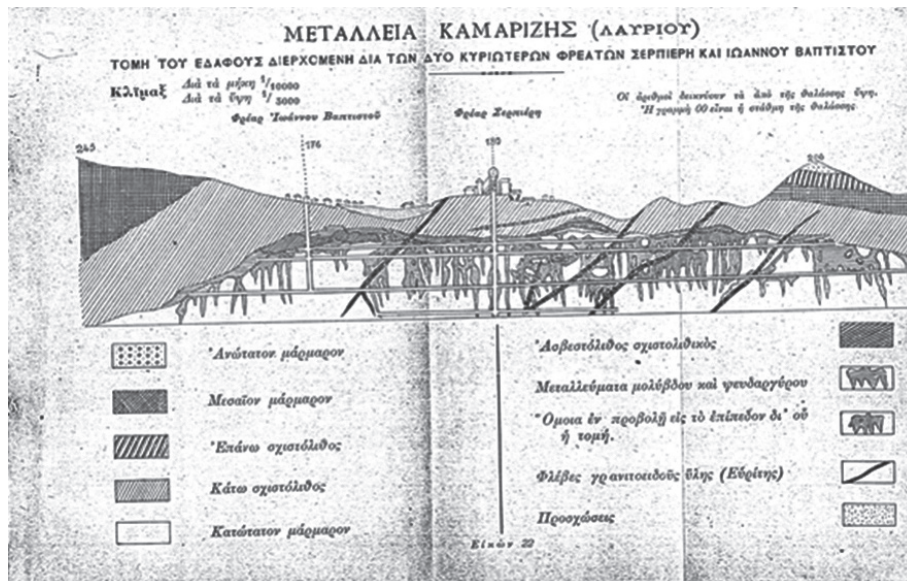 ΜΕΤΑΛΛΕΙΑ ΚΑΜΑΡΙΖΗΣ (ΛΑΥΡΙΟΥ)
ΤΟΜΗ ΤΟΥ ΕΔΑΦΟΥΣ ΔΙΕΡΧΟΜΕΝΗ ΔΙΑ ΤΩΝ ΔΥΟ ΚΥΡΙΩΤΕΡΩΝ ΦΡΕΑΤΩΝ ΣΕΡΠΙΕΡΗ ΚΑΙ ΙΩΑΝΝΟΥ ΒΑΠΤΙΣΤΟΥ
Κλῖμαξ Διὰ τὰ μήκη 1/10000
Διὰ τὰ ὕψη 1/5000
Οἱ ἀριθμοὶ δεικνύουν τὰ ἀπὸ τῆς θαλάσσης ὕψη.
Ἡ γραμμὴ 00 εἶναι ἡ στάθμη τῆς θαλάσσης
Φρέαρ Ἰωάννου Βαπτιστοῦ
Φρέαρ Σερπιέρη
245
176
180
Ἀνώτατον μάρμαρον
Μεσαῖον μάρμαρον
Ἐπάνω σχιστόλιθος
Κάτω σχιστόλιθος
Κατώτατον μάρμαρον
Ἀσβεστόλιθος σχιστολιθικὸς
Μεταλλεύματα μολύβδου καὶ ψευδαργύρου
Ὅμοια ἐν προβολῇ εἰς τὸ ἐπίπεδον δι' οὗ
ἡ τομή.
Φλέβες γρανιτοειδοῦς ὕλης (Εὐρίτης)
Προσχώσεις
Εἰκὼν 22